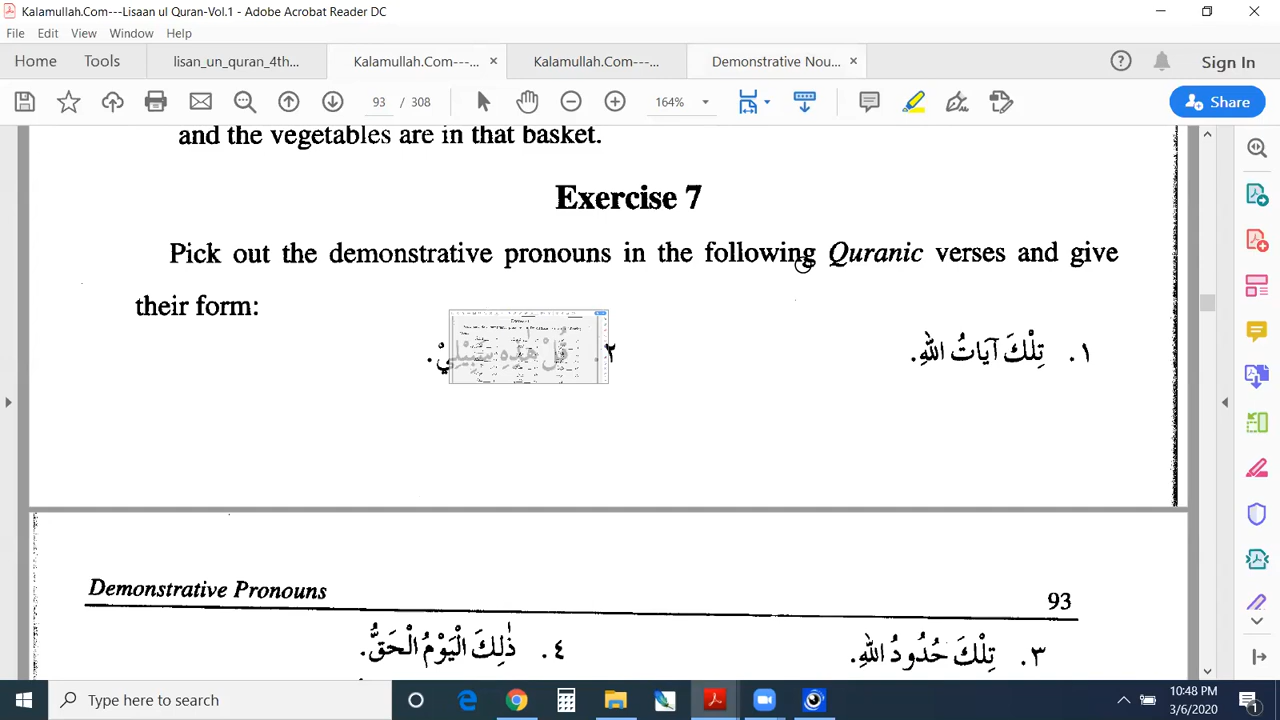 Kalamullah.Com---Lisaan ul Quran-Vol.1 - Adobe Acrobat Reader DC
File Edit View Window Help
Home Tools lisan_un_quran_4th... Kalamullah.Com---... Kalamullah.Com---... Demonstrative Nou... Sign In
93 / 308 164% Share
and the vegetables are in that basket.
Exercise 7
Pick out the demonstrative pronouns in the following Quranic verses and give
their form:
١. تِلْكَ آيَاتُ اللهِ.
٢. قُلْ هٰذِهِ سَبِيْلِيْ.
Demonstrative Pronouns 93
٣. تِلْكَ حُدُودُ اللهِ.
٤. ذٰلِكَ الْيَوْمُ الْحَقُّ.
Type here to search
10:48 PM
3/6/2020
1